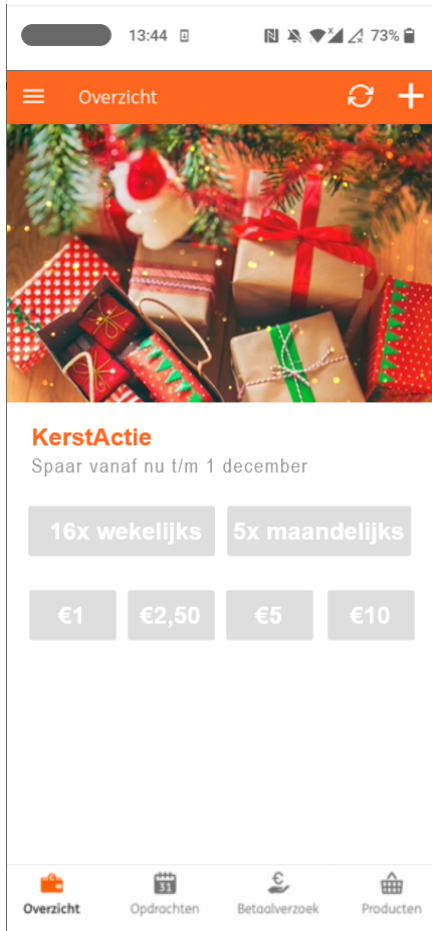 13:44 73%
Overzicht
KerstActie
Spaar vanaf nu t/m 1 december
16x wekelijks 5x maandelijks
€1 €2,50 €5 €10
31 €
Overzicht Opdrachten Betaalverzoek Producten